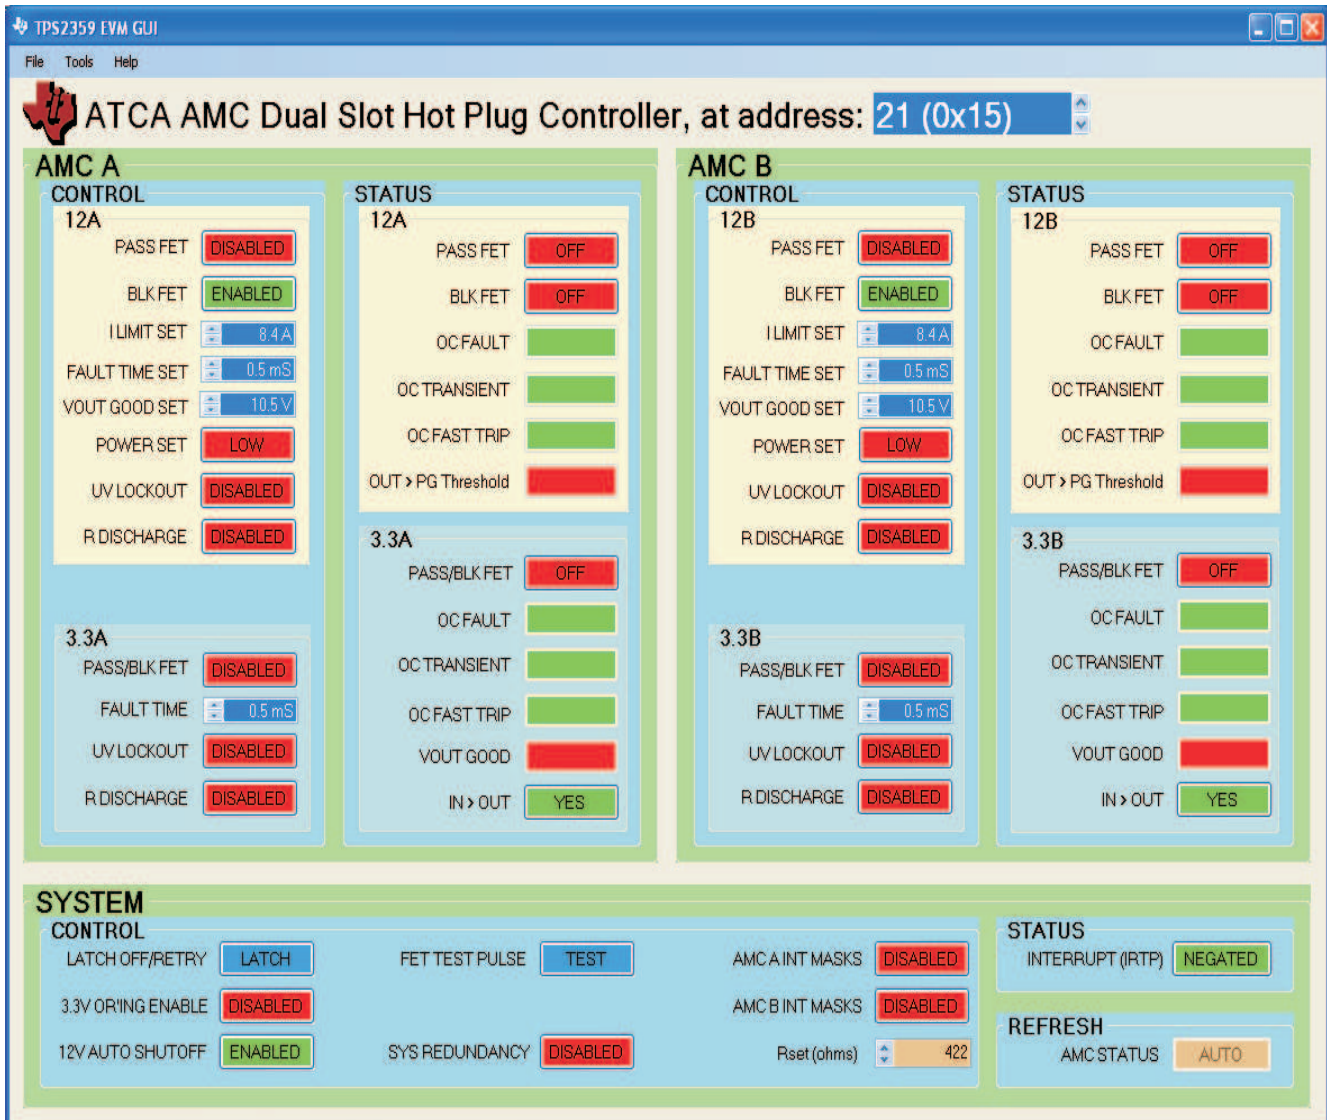 TPS2359 EVM GUI
File Tools Help
ATCA AMC Dual Slot Hot Plug Controller, at address: 21 (0x15)
AMC A
CONTROL
12A
PASS FET DISABLED
BLK FET ENABLED
I LIMIT SET 8.4 A
FAULT TIME SET 0.5 mS
VOUT GOOD SET 10.5 V
POWER SET LOW
UV LOCKOUT DISABLED
R DISCHARGE DISABLED
3.3A
PASS/BLK FET DISABLED
FAULT TIME 0.5 mS
UV LOCKOUT DISABLED
R DISCHARGE DISABLED
STATUS
12A
PASS FET OFF
BLK FET OFF
OC FAULT
OC TRANSIENT
OC FAST TRIP
OUT > PG Threshold
3.3A
PASS/BLK FET OFF
OC FAULT
OC TRANSIENT
OC FAST TRIP
VOUT GOOD
IN > OUT YES
AMC B
CONTROL
12B
PASS FET DISABLED
BLK FET ENABLED
I LIMIT SET 8.4 A
FAULT TIME SET 0.5 mS
VOUT GOOD SET 10.5 V
POWER SET LOW
UV LOCKOUT DISABLED
R DISCHARGE DISABLED
3.3B
PASS/BLK FET DISABLED
FAULT TIME 0.5 mS
UV LOCKOUT DISABLED
R DISCHARGE DISABLED
STATUS
12B
PASS FET OFF
BLK FET OFF
OC FAULT
OC TRANSIENT
OC FAST TRIP
OUT > PG Threshold
3.3B
PASS/BLK FET OFF
OC FAULT
OC TRANSIENT
OC FAST TRIP
VOUT GOOD
IN > OUT YES
SYSTEM
CONTROL
LATCH OFF/RETRY LATCH
3.3V OR'ING ENABLE DISABLED
12V AUTO SHUTOFF ENABLED
FET TEST PULSE TEST
SYS REDUNDANCY DISABLED
AMC A INT MASKS DISABLED
AMC B INT MASKS DISABLED
Rset (ohms) 422
STATUS
INTERRUPT (IRTP) NEGATED
REFRESH
AMC STATUS AUTO